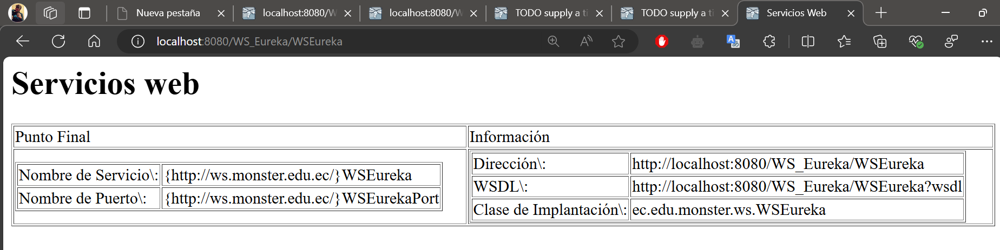 Nueva pestaña
localhost:8080/W
localhost:8080/W
TODO supply a ti
TODO supply a ti
Servicios Web
localhost:8080/WS_Eureka/WSEureka
Servicios web
Punto Final
Información
Nombre de Servicio\: {http://ws.monster.edu.ec/}WSEureka
Nombre de Puerto\: {http://ws.monster.edu.ec/}WSEurekaPort
Dirección\: http://localhost:8080/WS_Eureka/WSEureka
WSDL\: http://localhost:8080/WS_Eureka/WSEureka?wsdl
Clase de Implantación\: ec.edu.monster.ws.WSEureka